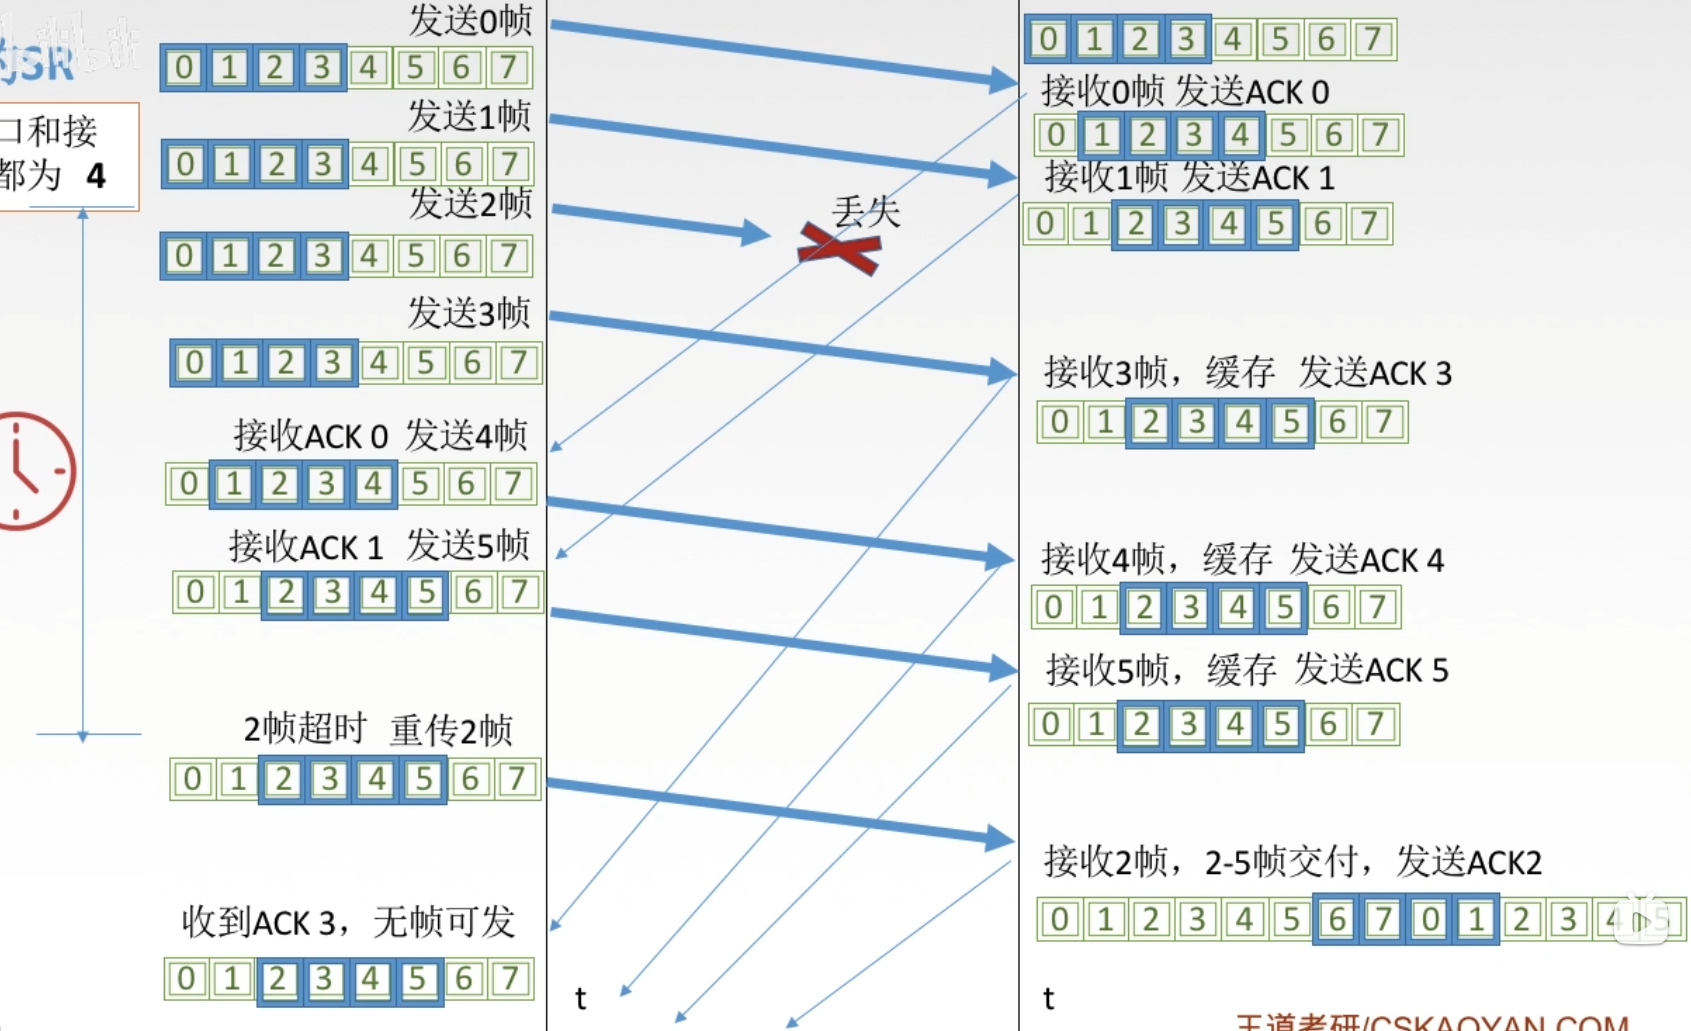 的SR
口和接
都为 4
发送0帧
0 1 2 3 4 5 6 7
发送1帧
0 1 2 3 4 5 6 7
发送2帧
0 1 2 3 4 5 6 7
发送3帧
0 1 2 3 4 5 6 7
接收ACK 0 发送4帧
0 1 2 3 4 5 6 7
接收ACK 1 发送5帧
0 1 2 3 4 5 6 7
2帧超时 重传2帧
0 1 2 3 4 5 6 7
收到ACK 3，无帧可发
0 1 2 3 4 5 6 7
丢失
t
0 1 2 3 4 5 6 7
接收0帧 发送ACK 0
0 1 2 3 4 5 6 7
接收1帧 发送ACK 1
0 1 2 3 4 5 6 7
接收3帧，缓存 发送ACK 3
0 1 2 3 4 5 6 7
接收4帧，缓存 发送ACK 4
0 1 2 3 4 5 6 7
接收5帧，缓存 发送ACK 5
0 1 2 3 4 5 6 7
接收2帧，2-5帧交付，发送ACK2
0 1 2 3 4 5 6 7 0 1 2 3 4 5
t
王道考研/CSKAOYAN.COM